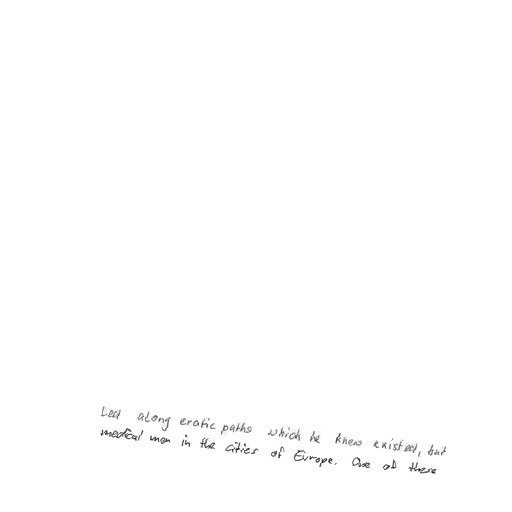 Led along erotic paths which he knew existed, but
medical men in the cities of Europe. One of these